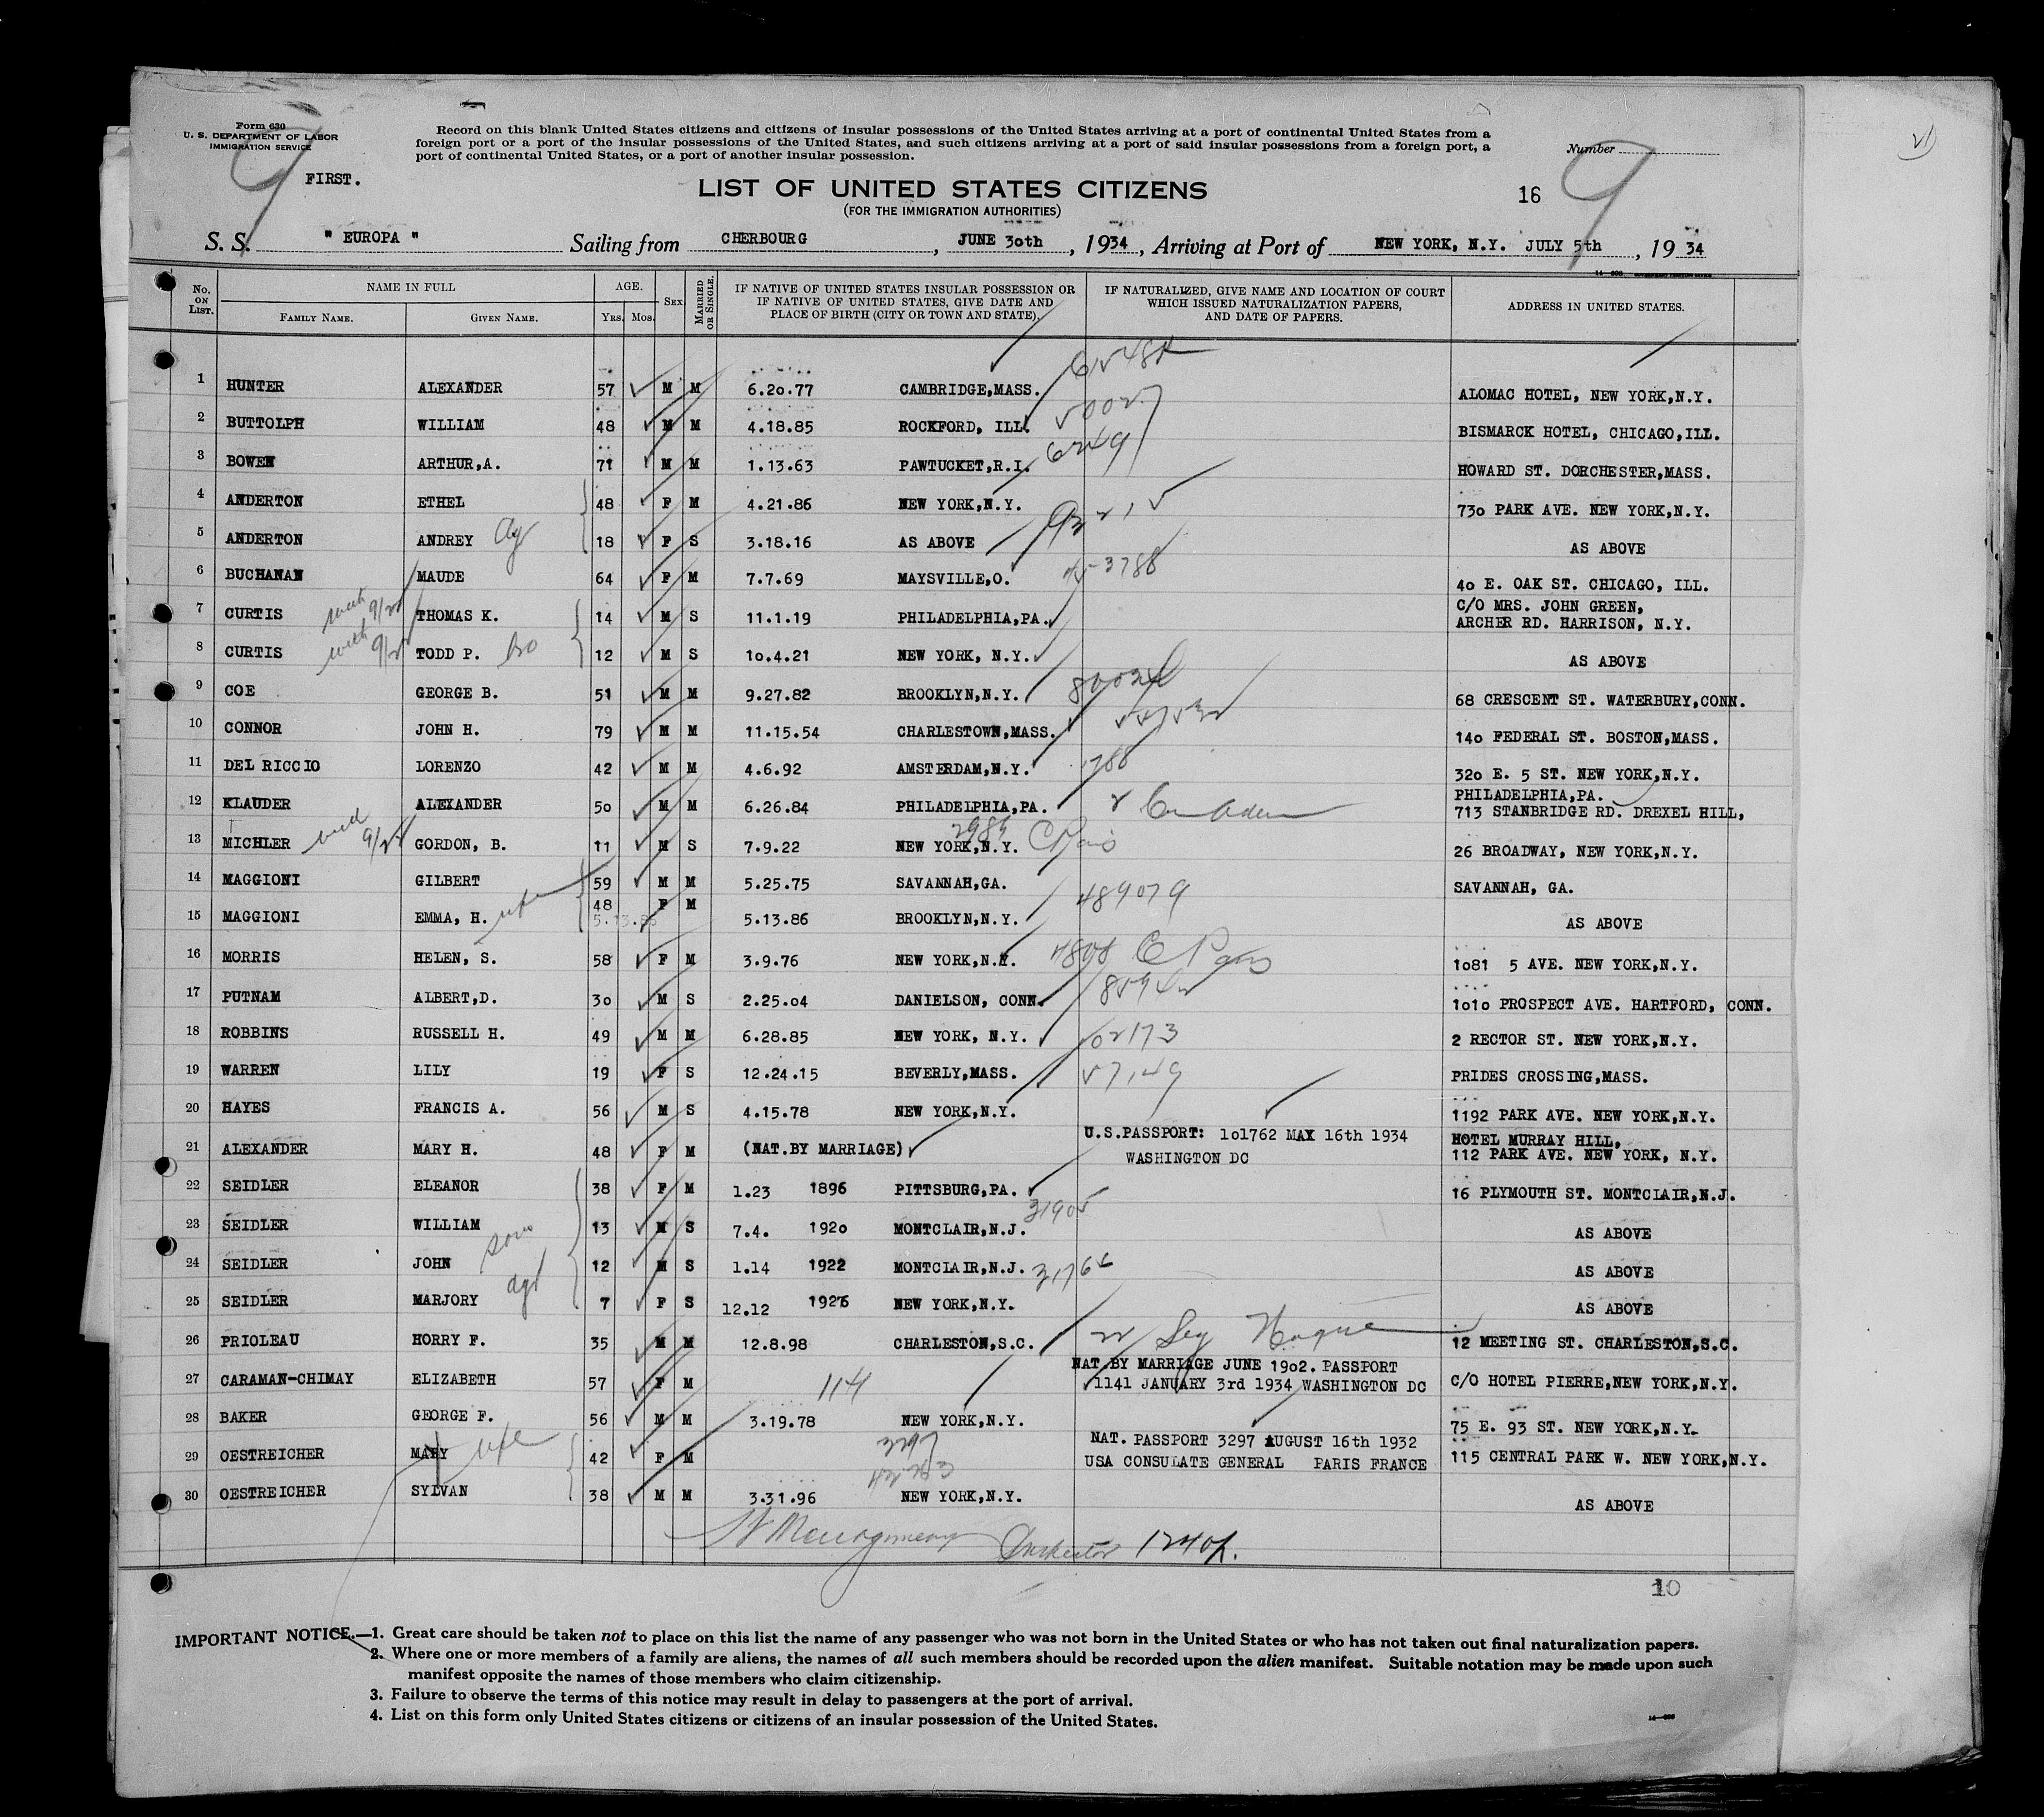 Form 630
U. S. DEPARTMENT OF LABOR
IMMIGRATION SERVICE
Record on this blank United States citizens and citizens of insular possessions of the United States arriving at a port of continental United States from a
foreign port or a port of the insular possessions of the United States, and such citizens arriving at a port of said insular possessions from a foreign port, a
port of continental United States, or a port of another insular possession.
Number
9
9
FIRST.
LIST OF UNITED STATES CITIZENS
16
(FOR THE IMMIGRATION AUTHORITIES)
S. S. " EUROPA " Sailing from CHERBOURG, JUNE 30th, 1934, Arriving at Port of NEW YORK, N.Y. JULY 5th, 1934
No. ON LIST. NAME IN FULL AGE. Sex MARRIED OR SINGLE. IF NATIVE OF UNITED STATES INSULAR POSSESSION OR IF NATIVE OF UNITED STATES, GIVE DATE AND PLACE OF BIRTH (CITY OR TOWN AND STATE). IF NATURALIZED, GIVE NAME AND LOCATION OF COURT WHICH ISSUED NATURALIZATION PAPERS, AND DATE OF PAPERS. ADDRESS IN UNITED STATES.
FAMILY NAME. GIVEN NAME. Yrs. Mos.
1 HUNTER ALEXANDER 57 M M 6.20.77 CAMBRIDGE,MASS. ALOMAC HOTEL, NEW YORK,N.Y.
2 BUTTOLPH WILLIAM 48 M M 4.18.85 ROCKFORD, ILL. BISMARCK HOTEL, CHICAGO,ILL.
3 BOWEN ARTHUR,A. 71 M M 1.13.63 PAWTUCKET,R.I. 6249 HOWARD ST. DORCHESTER,MASS.
4 ANDERTON ETHEL 48 F M 4.21.86 NEW YORK,N.Y. 730 PARK AVE. NEW YORK,N.Y.
5 ANDERTON ANDREY 18 F S 3.18.16 AS ABOVE AS ABOVE
6 BUCHANAN MAUDE 64 F M 7.7.69 MAYSVILLE,O. 40 E. OAK ST. CHICAGO, ILL.
7 CURTIS THOMAS K. 14 M S 11.1.19 PHILADELPHIA,PA. C/O MRS. JOHN GREEN,
ARCHER RD. HARRISON, N.Y.
8 CURTIS TODD P. bro 12 M S 10.4.21 NEW YORK, N.Y. AS ABOVE
9 COE GEORGE B. 51 M M 9.27.82 BROOKLYN,N.Y. 68 CRESCENT ST. WATERBURY,CONN.
10 CONNOR JOHN H. 79 M M 11.15.54 CHARLESTOWN,MASS. 140 FEDERAL ST. BOSTON,MASS.
11 DEL RICCIO LORENZO 42 M M 4.6.92 AMSTERDAM,N.Y. 320 E. 5 ST. NEW YORK,N.Y.
12 KLAUDER ALEXANDER 50 M M 6.26.84 PHILADELPHIA,PA. PHILADELPHIA,PA.
713 STANBRIDGE RD. DREXEL HILL,
13 MICHLER GORDON, B. 11 M S 7.9.22 NEW YORK,N.Y. 26 BROADWAY, NEW YORK,N.Y.
14 MAGGIONI GILBERT 59 M M 5.25.75 SAVANNAH,GA. SAVANNAH, GA.
15 MAGGIONI EMMA, H. wife 48 F M 5.13.86 BROOKLYN,N.Y. 489079 AS ABOVE
16 MORRIS HELEN, S. 58 F M 3.9.76 NEW YORK,N.Y. 1081 5 AVE. NEW YORK,N.Y.
17 PUTNAM ALBERT,D. 30 M S 2.25.04 DANIELSON, CONN. 1010 PROSPECT AVE. HARTFORD, CONN.
18 ROBBINS RUSSELL H. 49 M M 6.28.85 NEW YORK, N.Y. 02173 2 RECTOR ST. NEW YORK,N.Y.
19 WARREN LILY 19 F S 12.24.15 BEVERLY,MASS. 57149 PRIDES CROSSING,MASS.
20 HAYES FRANCIS A. 56 M S 4.15.78 NEW YORK,N.Y. 1192 PARK AVE. NEW YORK,N.Y.
21 ALEXANDER MARY H. 48 F M (NAT.BY MARRIAGE) U.S.PASSPORT: 101762 MAY 16th 1934 HOTEL MURRAY HILL,
WASHINGTON DC 112 PARK AVE. NEW YORK, N.Y.
22 SEIDLER ELEANOR 38 F M 1.23 1896 PITTSBURG,PA. 16 PLYMOUTH ST. MONTCLAIR,N.J.
23 SEIDLER WILLIAM 13 M S 7.4. 1920 MONTCLAIR,N.J. 31905 AS ABOVE
24 SEIDLER JOHN sons 12 M S 1.14 1922 MONTCLAIR,N.J. AS ABOVE
25 SEIDLER MARJORY dgt 7 F S 12.12 1926 NEW YORK,N.Y. AS ABOVE
26 PRIOLEAU HORRY F. 35 M M 12.8.98 CHARLESTON,S.C. 12 MEETING ST. CHARLESTON,S.C.
27 CARAMAN-CHIMAY ELIZABETH 57 F M 1141 NAT.BY MARRIAGE JUNE 1902. PASSPORT
1141 JANUARY 3rd 1934 WASHINGTON DC C/O HOTEL PIERRE,NEW YORK,N.Y.
28 BAKER GEORGE F. 56 M M 3.19.78 NEW YORK,N.Y. 75 E. 93 ST. NEW YORK,N.Y.
29 OESTREICHER MARY wife 42 F M NAT. PASSPORT 3297 AUGUST 16th 1932
USA CONSULATE GENERAL PARIS FRANCE 115 CENTRAL PARK W. NEW YORK,N.Y.
30 OESTREICHER SYLVAN 38 M M 3.31.96 NEW YORK,N.Y. AS ABOVE
Montgomery Inspector
10
IMPORTANT NOTICE.—1. Great care should be taken not to place on this list the name of any passenger who was not born in the United States or who has not taken out final naturalization papers.
2. Where one or more members of a family are aliens, the names of all such members should be recorded upon the alien manifest. Suitable notation may be made upon such
manifest opposite the names of those members who claim citizenship.
3. Failure to observe the terms of this notice may result in delay to passengers at the port of arrival.
4. List on this form only United States citizens or citizens of an insular possession of the United States.